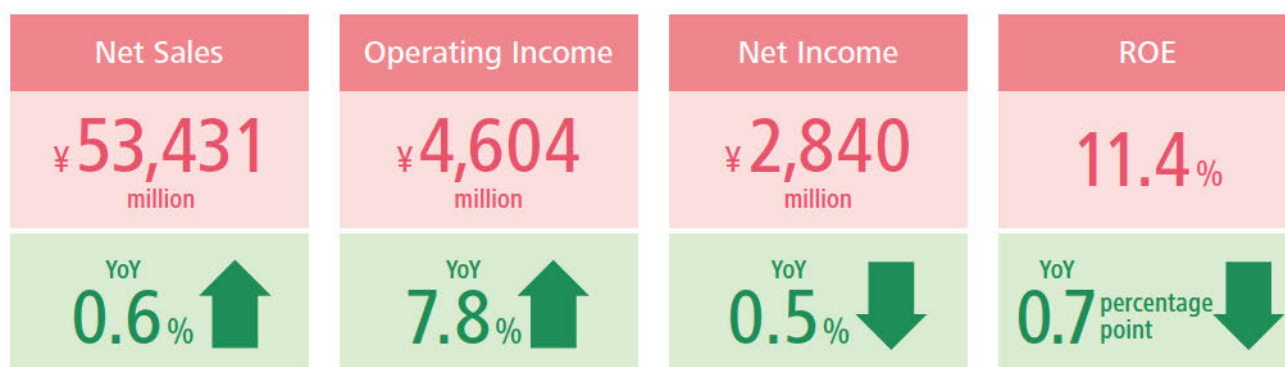 Net Sales
¥53,431
million
YoY
0.6%
Operating Income
¥4,604
million
YoY
7.8%
Net Income
¥2,840
million
YoY
0.5%
ROE
11.4%
YoY
0.7 percentage
point